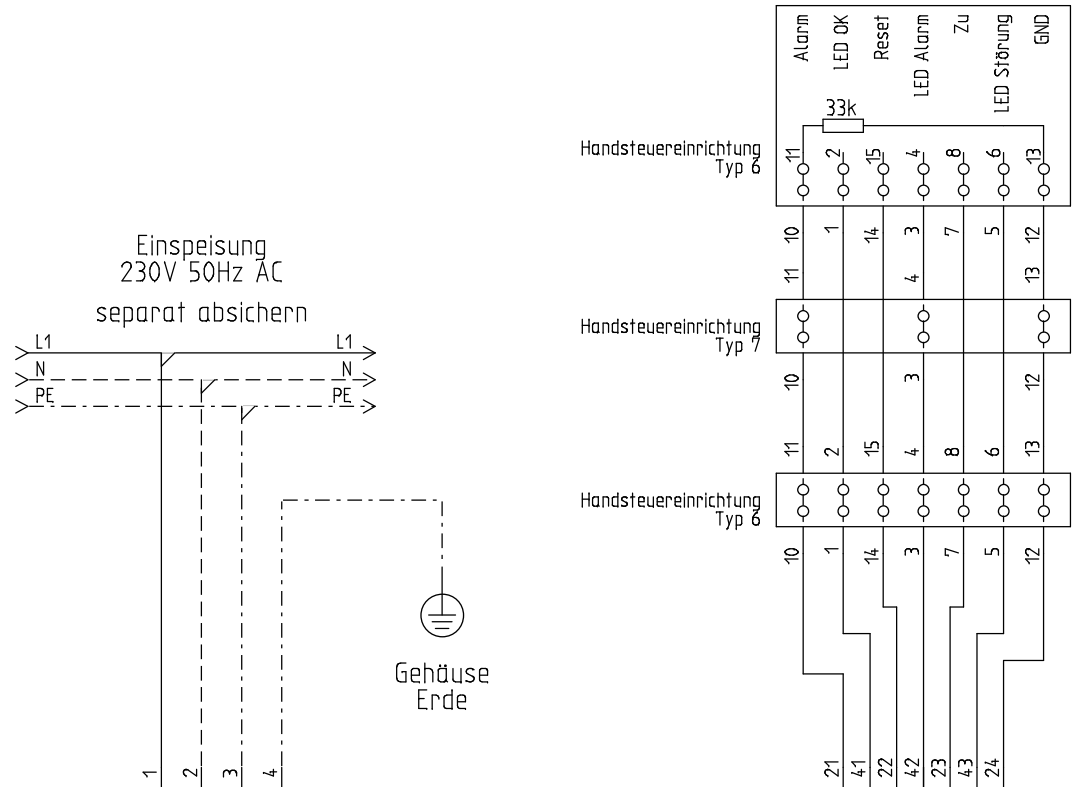 Alarm
LED OK
Reset
LED Alarm
Zu
LED Störung
GND
33k
Handsteuereinrichtung
Typ 6
11 2 15 4 8 6 13
10 1 14 3 7 5 12
11 4 13
Handsteuereinrichtung
Typ 7
10 3 12
11 2 15 4 8 6 13
Handsteuereinrichtung
Typ 6
10 1 14 3 7 5 12
21 41 22 42 23 43 24
Einspeisung
230V 50Hz AC
separat absichern
L1 L1
N N
PE PE
Gehäuse
Erde
1 2 3 4